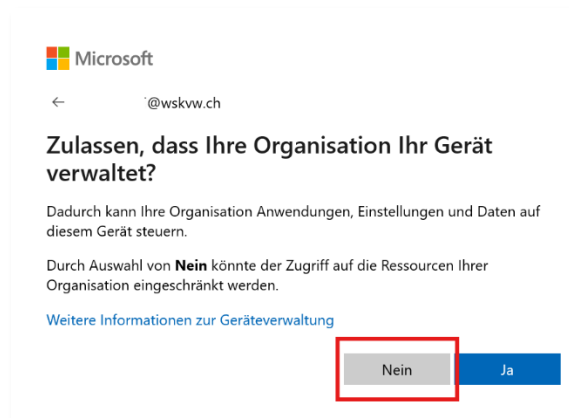 Microsoft
@wskvw.ch
Zulassen, dass Ihre Organisation Ihr Gerät
verwaltet?
Dadurch kann Ihre Organisation Anwendungen, Einstellungen und Daten auf
diesem Gerät steuern.
Durch Auswahl von Nein könnte der Zugriff auf die Ressourcen Ihrer
Organisation eingeschränkt werden.
Weitere Informationen zur Geräteverwaltung
Nein
Ja